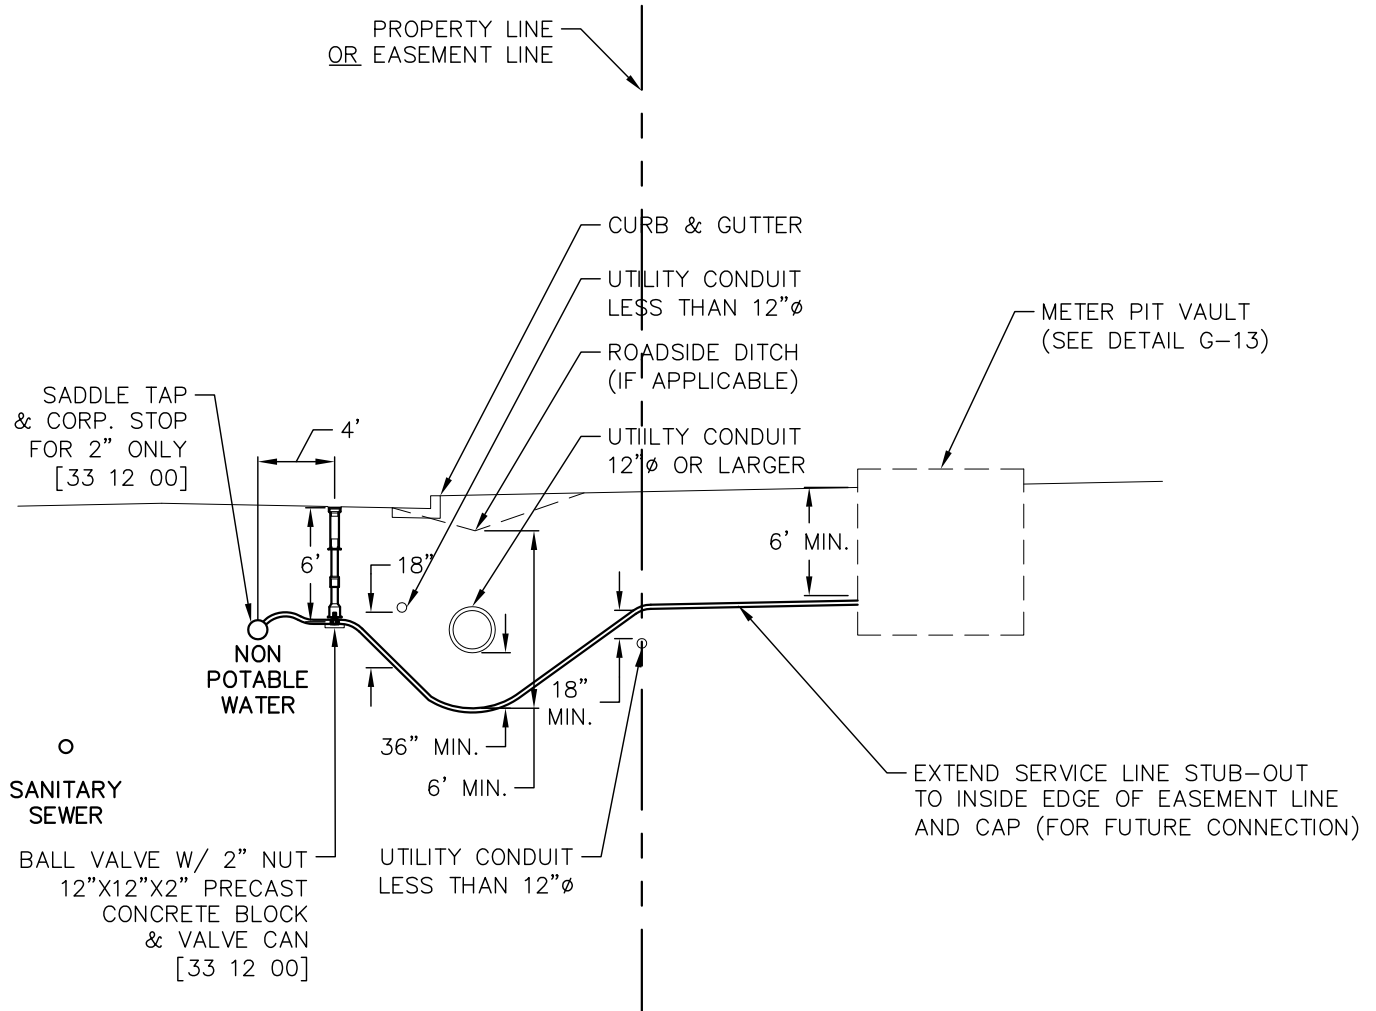 PROPERTY LINE
OR EASEMENT LINE
CURB & GUTTER
UTILITY CONDUIT
LESS THAN 12"ø
ROADSIDE DITCH
(IF APPLICABLE)
UTIILTY CONDUIT
12"ø OR LARGER
METER PIT VAULT
(SEE DETAIL G-13)
SADDLE TAP
& CORP. STOP
FOR 2" ONLY
[33 12 00]
4'
6'
18"
6' MIN.
NON
POTABLE
WATER
18"
MIN.
36" MIN.
6' MIN.
SANITARY
SEWER
EXTEND SERVICE LINE STUB-OUT
TO INSIDE EDGE OF EASEMENT LINE
AND CAP (FOR FUTURE CONNECTION)
BALL VALVE W/ 2" NUT
12"X12"X2" PRECAST
CONCRETE BLOCK
& VALVE CAN
[33 12 00]
UTILITY CONDUIT
LESS THAN 12"ø